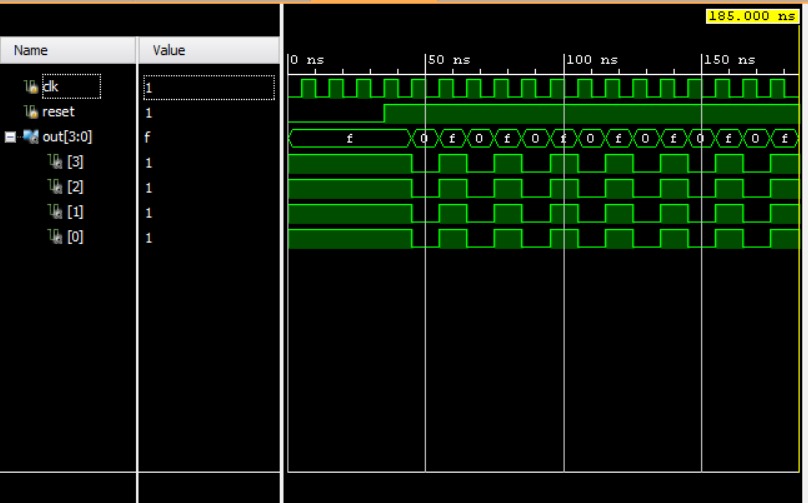 185.000 ns
Name Value
0 ns 50 ns 100 ns 150 ns
clk 1
reset 1
out[3:0] f f 0 f 0 f 0 f 0 f 0 f 0 f 0 f
[3] 1
[2] 1
[1] 1
[0] 1